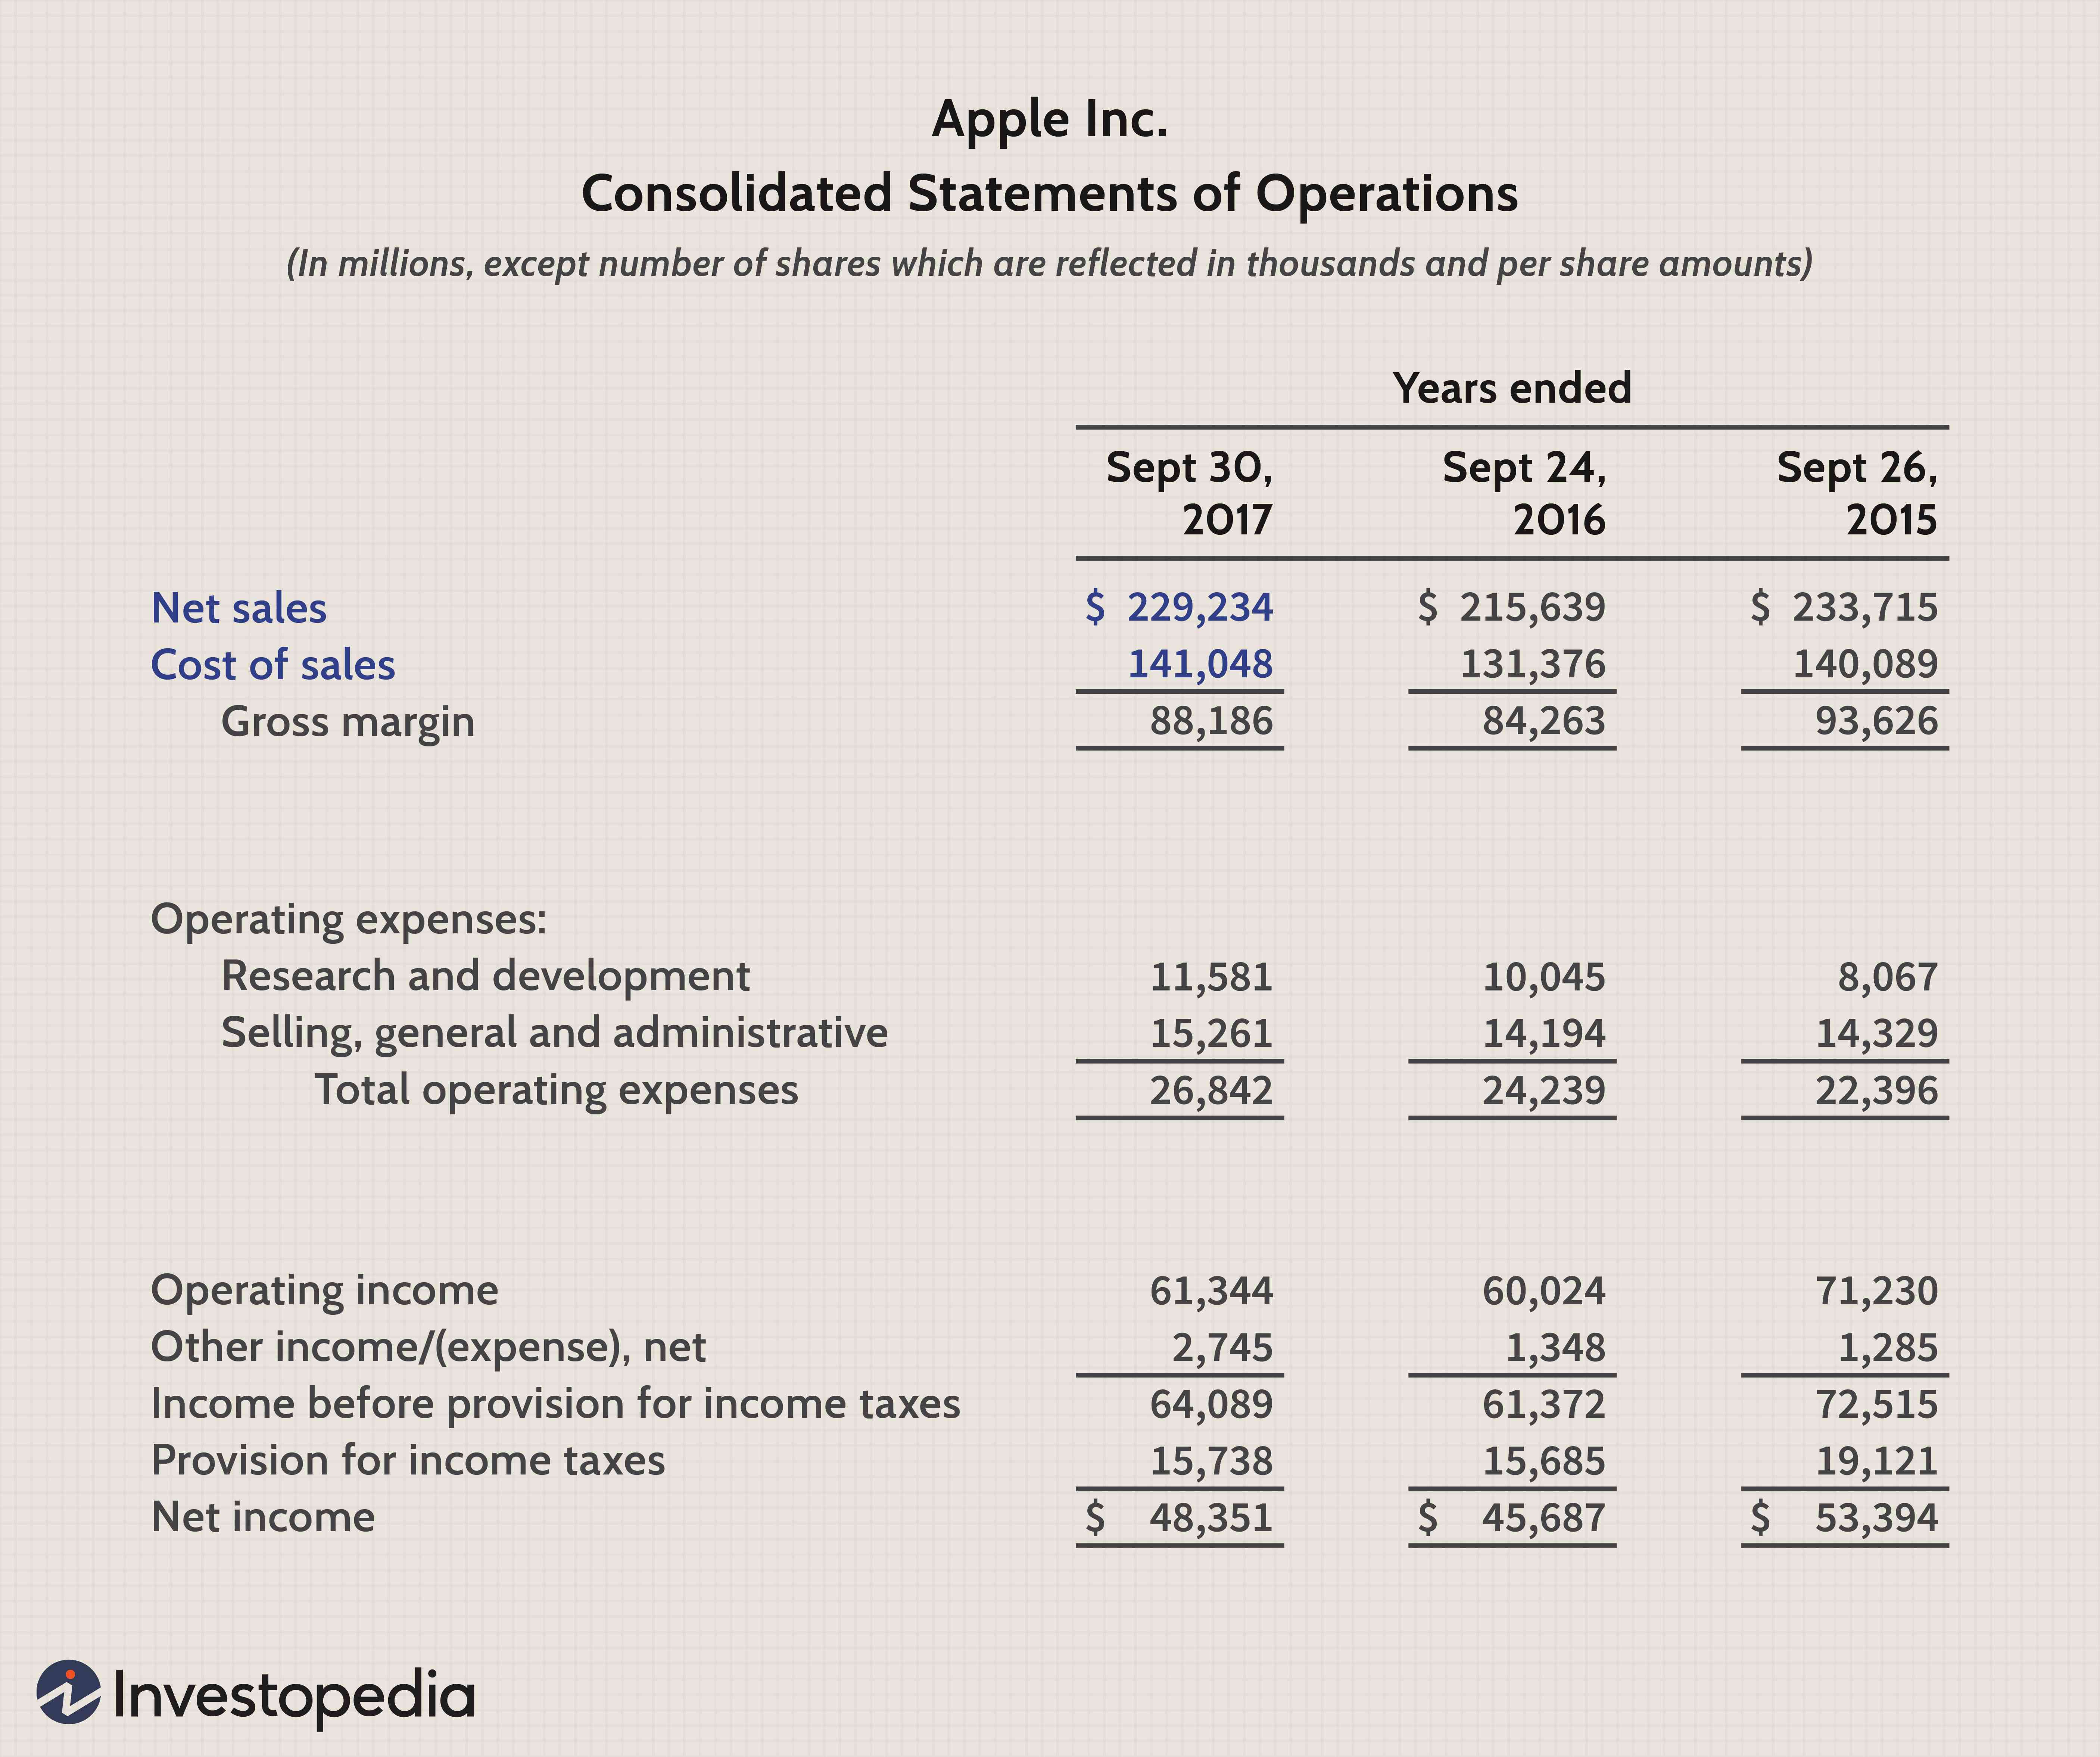 Apple Inc.
Consolidated Statements of Operations
(In millions, except number of shares which are reflected in thousands and per share amounts)
Years ended
Sept 30, 2017 Sept 24, 2016 Sept 26, 2015
Net sales $ 229,234 $ 215,639 $ 233,715
Cost of sales 141,048 131,376 140,089
Gross margin 88,186 84,263 93,626
Operating expenses:
Research and development 11,581 10,045 8,067
Selling, general and administrative 15,261 14,194 14,329
Total operating expenses 26,842 24,239 22,396
Operating income 61,344 60,024 71,230
Other income/(expense), net 2,745 1,348 1,285
Income before provision for income taxes 64,089 61,372 72,515
Provision for income taxes 15,738 15,685 19,121
Net income $ 48,351 $ 45,687 $ 53,394
Investopedia